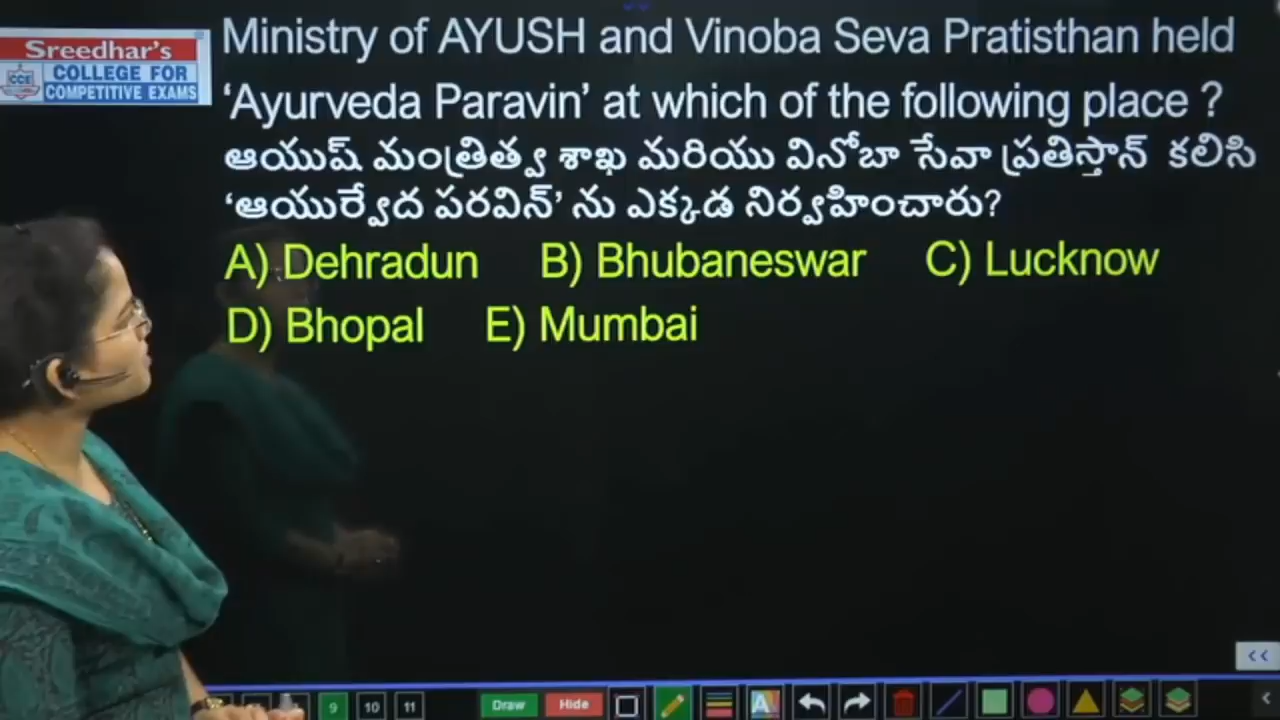 Sreedhar's
CCE
COLLEGE FOR
COMPETITIVE EXAMS
Ministry of AYUSH and Vinoba Seva Pratisthan held
‘Ayurveda Paravin’ at which of the following place ?
ఆయుష్ మంత్రిత్వ శాఖ మరియు వినోబా సేవా ప్రతిస్తాన్ కలిసి
‘ఆయుర్వేద పరవిన్’ ను ఎక్కడ నిర్వహించారు?
A) Dehradun B) Bhubaneswar C) Lucknow
D) Bhopal E) Mumbai
<<
9 10 11 Draw Hide A